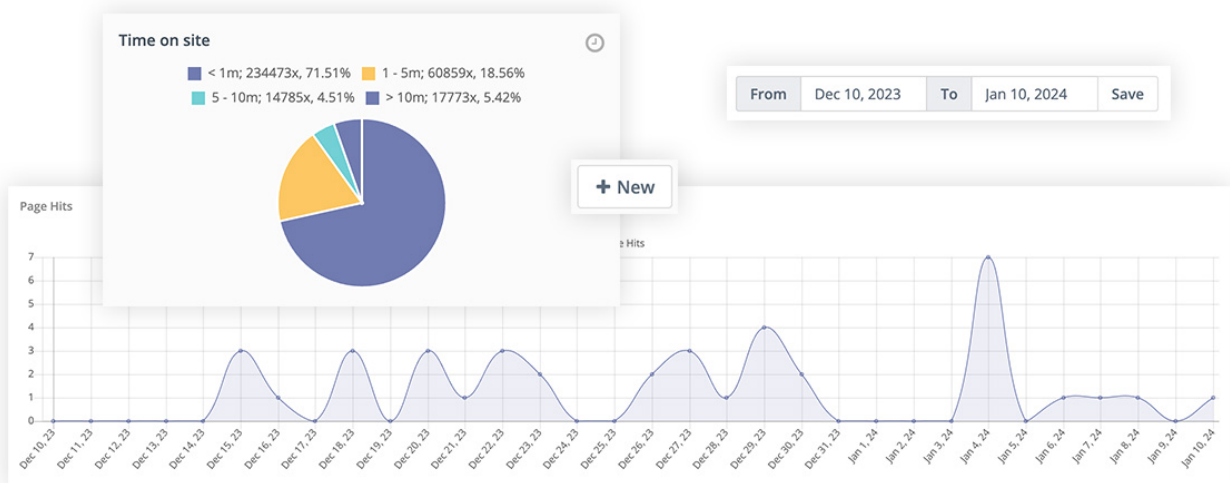 Time on site
< 1m; 234473x, 71.51% 1 - 5m; 60859x, 18.56%
5 - 10m; 14785x, 4.51% > 10m; 17773x, 5.42%
From Dec 10, 2023 To Jan 10, 2024 Save
+ New
Page Hits
e Hits
7
6
5
4
3
2
1
0
Dec 10, 23 Dec 11, 23 Dec 12, 23 Dec 13, 23 Dec 14, 23 Dec 15, 23 Dec 16, 23 Dec 17, 23 Dec 18, 23 Dec 19, 23 Dec 20, 23 Dec 21, 23 Dec 22, 23 Dec 23, 23 Dec 24, 23 Dec 25, 23 Dec 26, 23 Dec 27, 23 Dec 28, 23 Dec 29, 23 Dec 30, 23 Dec 31, 23 Jan 1, 24 Jan 2, 24 Jan 3, 24 Jan 4, 24 Jan 5, 24 Jan 6, 24 Jan 7, 24 Jan 8, 24 Jan 9, 24 Jan 10, 24